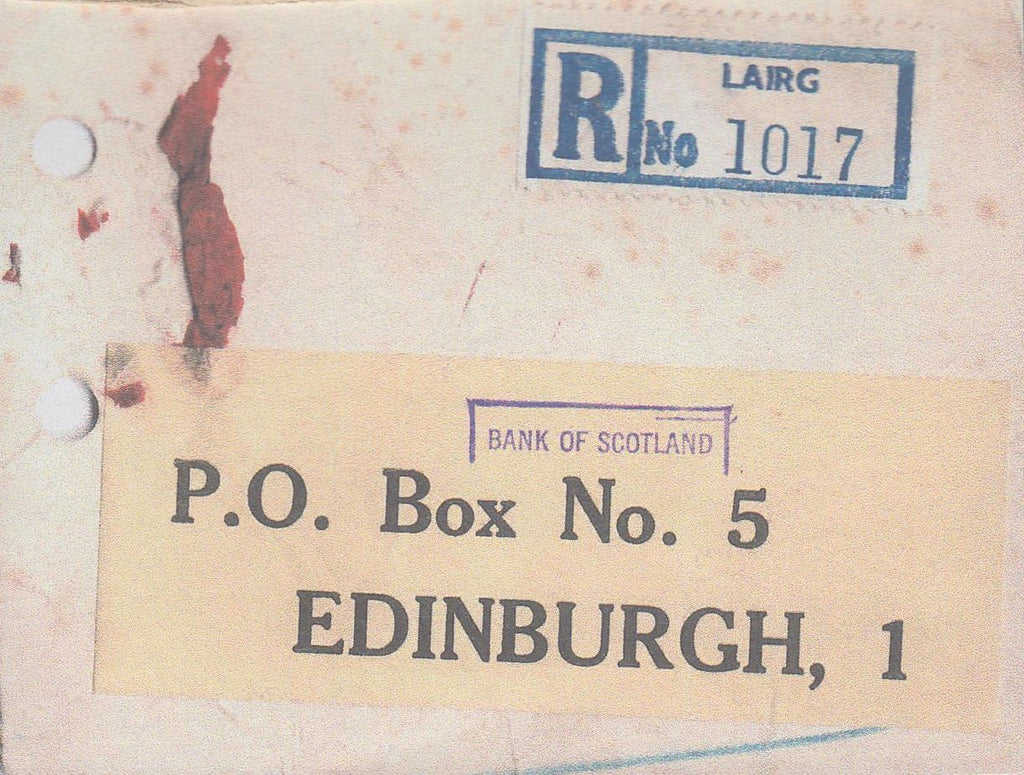 R
LAIRG
No 1017
BANK OF SCOTLAND
P.O. Box No. 5
EDINBURGH, 1